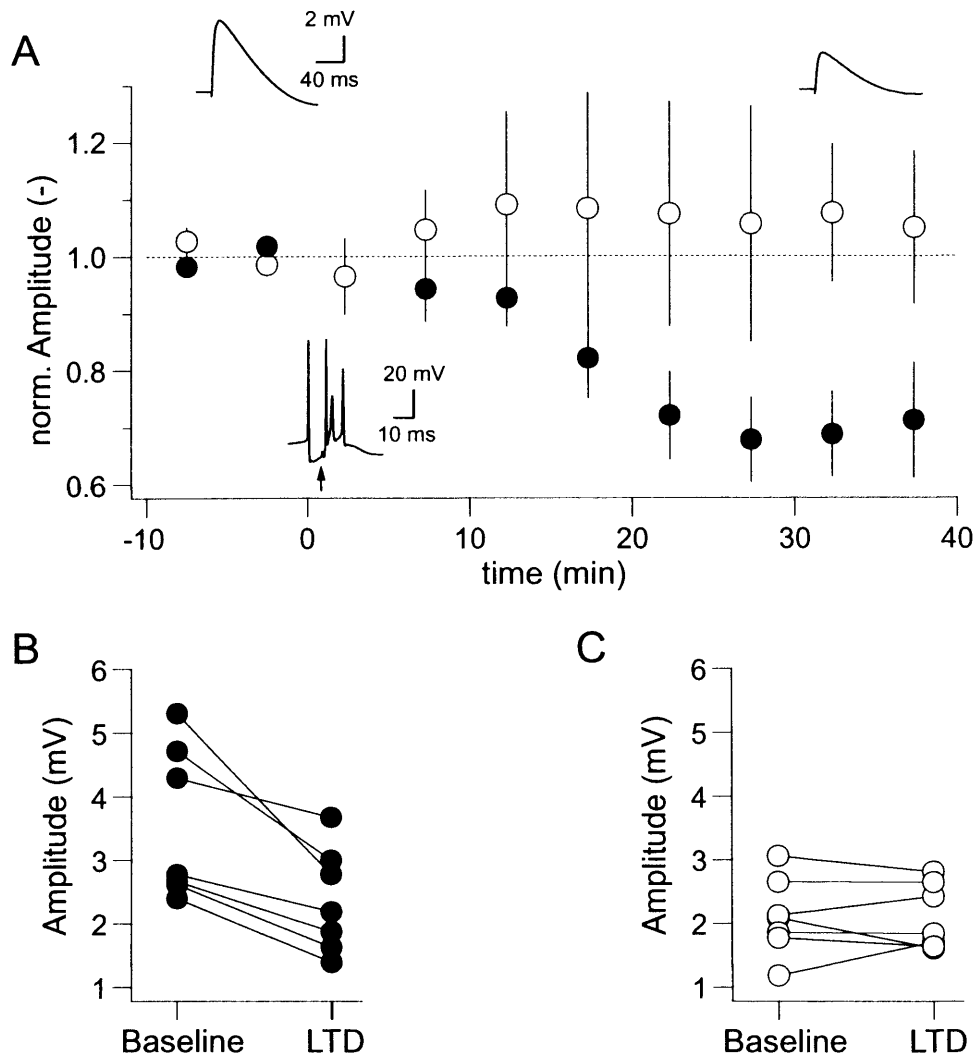 A
2 mV
40 ms
norm. Amplitude (-)
1.2
1.0
0.8
0.6
20 mV
10 ms
-10
0
10
20
30
40
time (min)
B
Amplitude (mV)
6
5
4
3
2
1
Baseline
LTD
C
Amplitude (mV)
6
5
4
3
2
1
Baseline
LTD